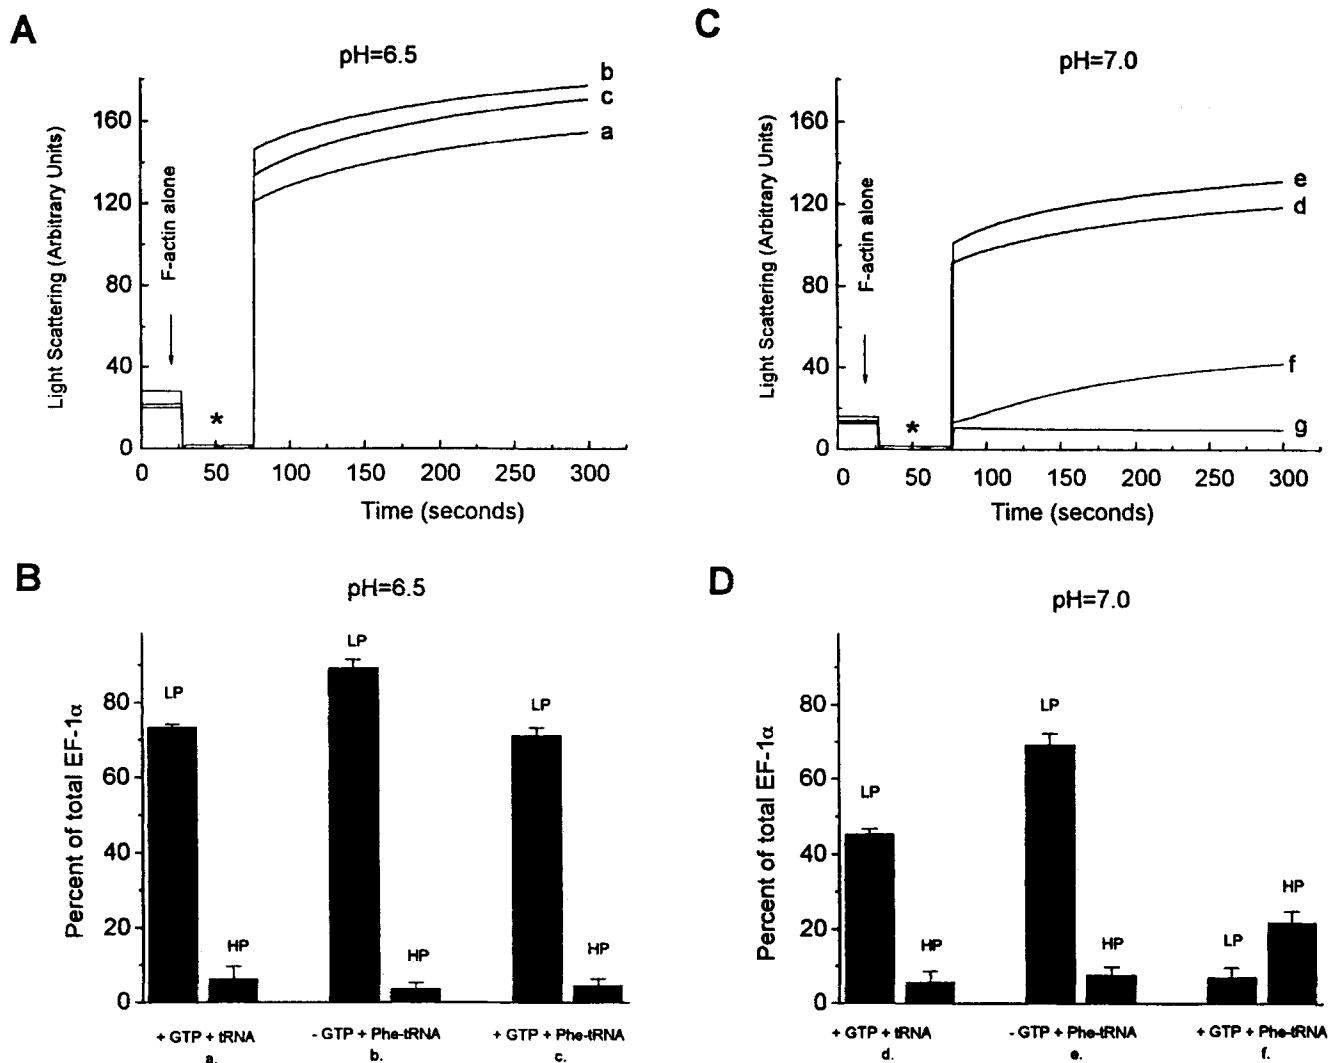 A
pH=6.5
Light Scattering (Arbitrary Units)
160
120
80
40
0
F-actin alone
*
b
c
a
0 50 100 150 200 250 300
Time (seconds)
C
pH=7.0
Light Scattering (Arbitrary Units)
160
120
80
40
0
F-actin alone
*
e
d
f
g
0 50 100 150 200 250 300
Time (seconds)
B
pH=6.5
Percent of total EF-1α
80
60
40
20
0
LP
HP
LP
HP
LP
HP
+ GTP + tRNA - GTP + Phe-tRNA + GTP + Phe-tRNA
a. b. c.
D
pH=7.0
Percent of total EF-1α
80
60
40
20
0
LP
HP
LP
HP
LP
HP
+ GTP + tRNA - GTP + Phe-tRNA + GTP + Phe-tRNA
d. e. f.